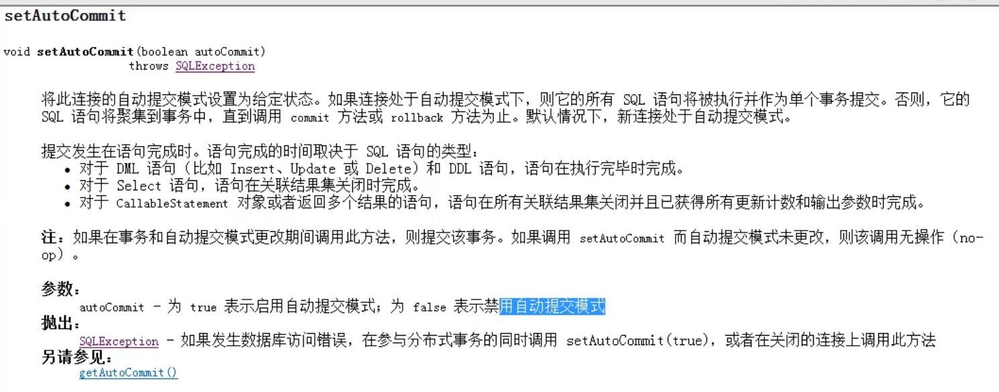 setAutoCommit
void setAutoCommit(boolean autoCommit)
throws SQLException
将此连接的自动提交模式设置为给定状态。如果连接处于自动提交模式下，则它的所有 SQL 语句将被执行并作为单个事务提交。否则，它的
SQL 语句将聚集到事务中，直到调用 commit 方法或 rollback 方法为止。默认情况下，新连接处于自动提交模式。
提交发生在语句完成时。语句完成的时间取决于 SQL 语句的类型：
• 对于 DML 语句（比如 Insert、Update 或 Delete）和 DDL 语句，语句在执行完毕时完成。
• 对于 Select 语句，语句在关联结果集关闭时完成。
• 对于 CallableStatement 对象或者返回多个结果的语句，语句在所有关联结果集关闭并且已获得所有更新计数和输出参数时完成。
注：如果在事务和自动提交模式更改期间调用此方法，则提交该事务。如果调用 setAutoCommit 而自动提交模式未更改，则该调用无操作（no-
op）。
参数：
autoCommit - 为 true 表示启用自动提交模式；为 false 表示禁用自动提交模式
抛出：
SQLException - 如果发生数据库访问错误，在参与分布式事务的同时调用 setAutoCommit(true)，或者在关闭的连接上调用此方法
另请参见：
getAutoCommit()